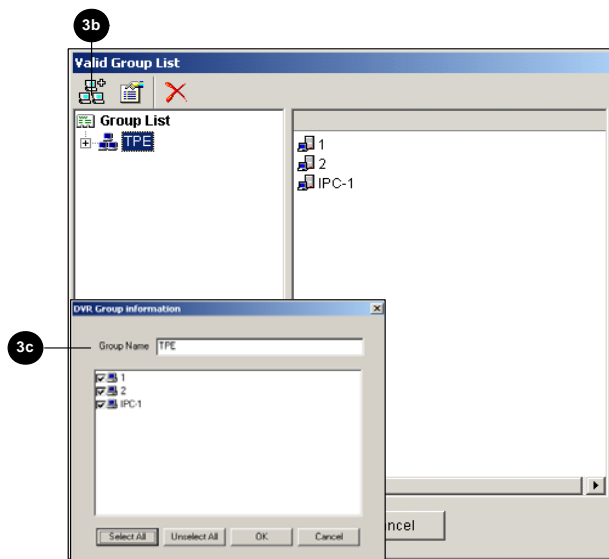 3b
Valid Group List
Group List
TPE
1
2
IPC-1
DVR Group information
3c
Group Name TPE
1
2
IPC-1
Select All Unselect All OK Cancel